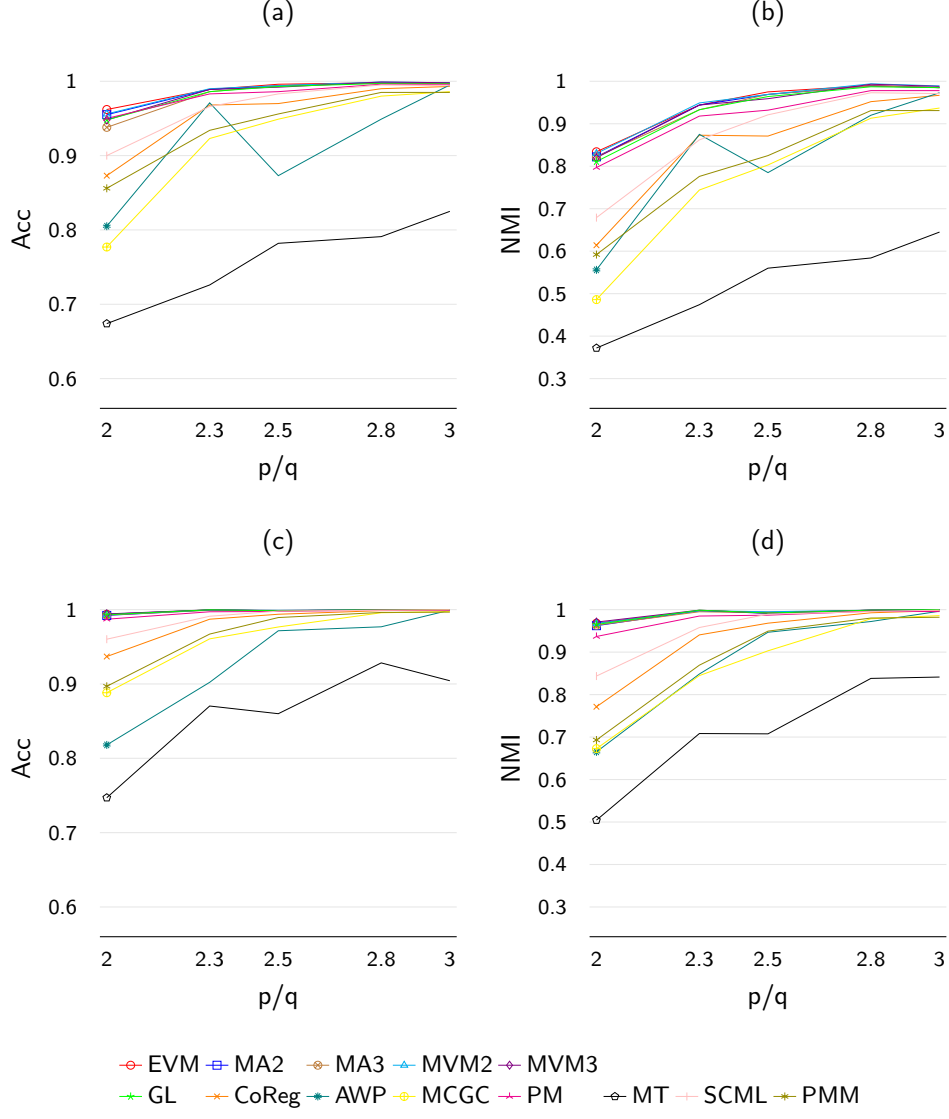 (a) (b)
1 1
0.9 0.9
0.8 0.8
0.7 0.7
0.6 0.6
0.5
0.4
0.3
Acc NMI
2 2.3 2.5 2.8 3 2 2.3 2.5 2.8 3
p/q p/q
(c) (d)
1 1
0.9 0.9
0.8 0.8
0.7 0.7
0.6 0.6
0.5
0.4
0.3
Acc NMI
2 2.3 2.5 2.8 3 2 2.3 2.5 2.8 3
p/q p/q
EVM MA2 MA3 MVM2 MVM3
GL CoReg AWP MCGC PM MT SCML PMM